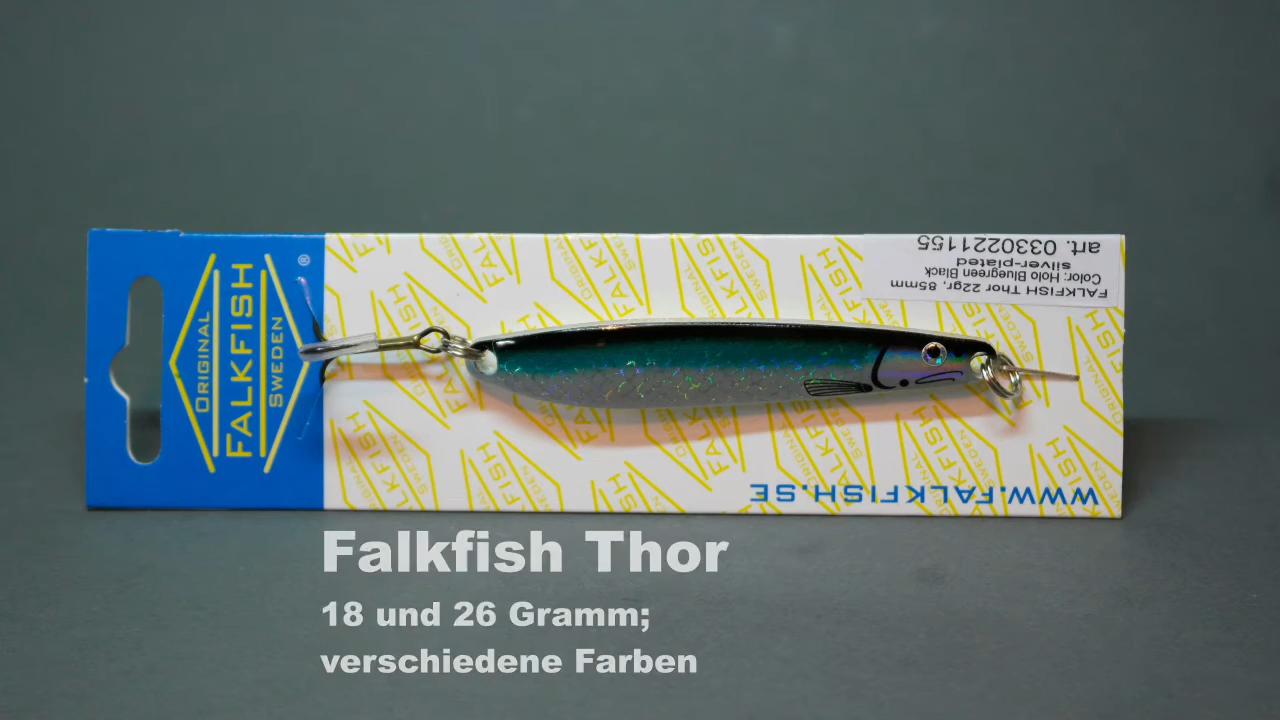 ORIGINAL
FALKFISH
SWEDEN
®
FALKFISH Thor 22gr. 85mm
Color: Holo Bluegreen Black
silver-plated
art. 0330221155
WWW.FALKFISH.SE
Falkfish Thor
18 und 26 Gramm;
verschiedene Farben